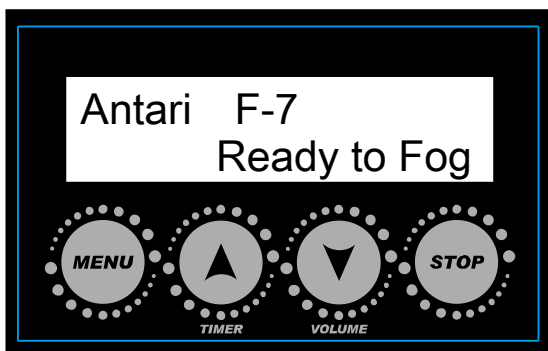 Antari F-7
Ready to Fog
MENU
STOP
TIMER
VOLUME